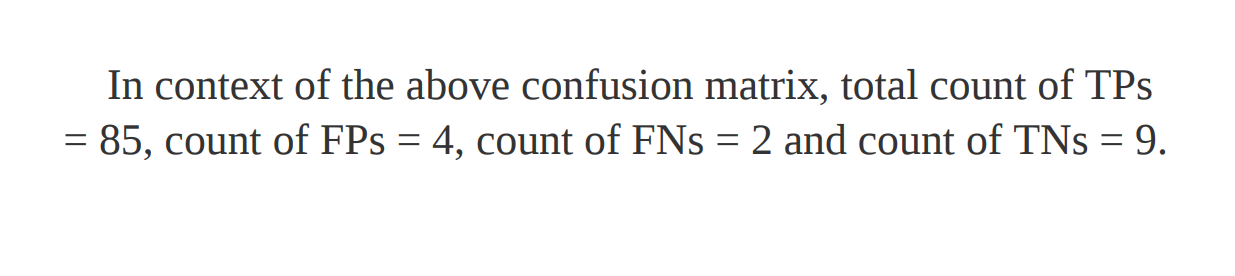 In context of the above confusion matrix, total count of TPs
= 85, count of FPs = 4, count of FNs = 2 and count of TNs = 9.